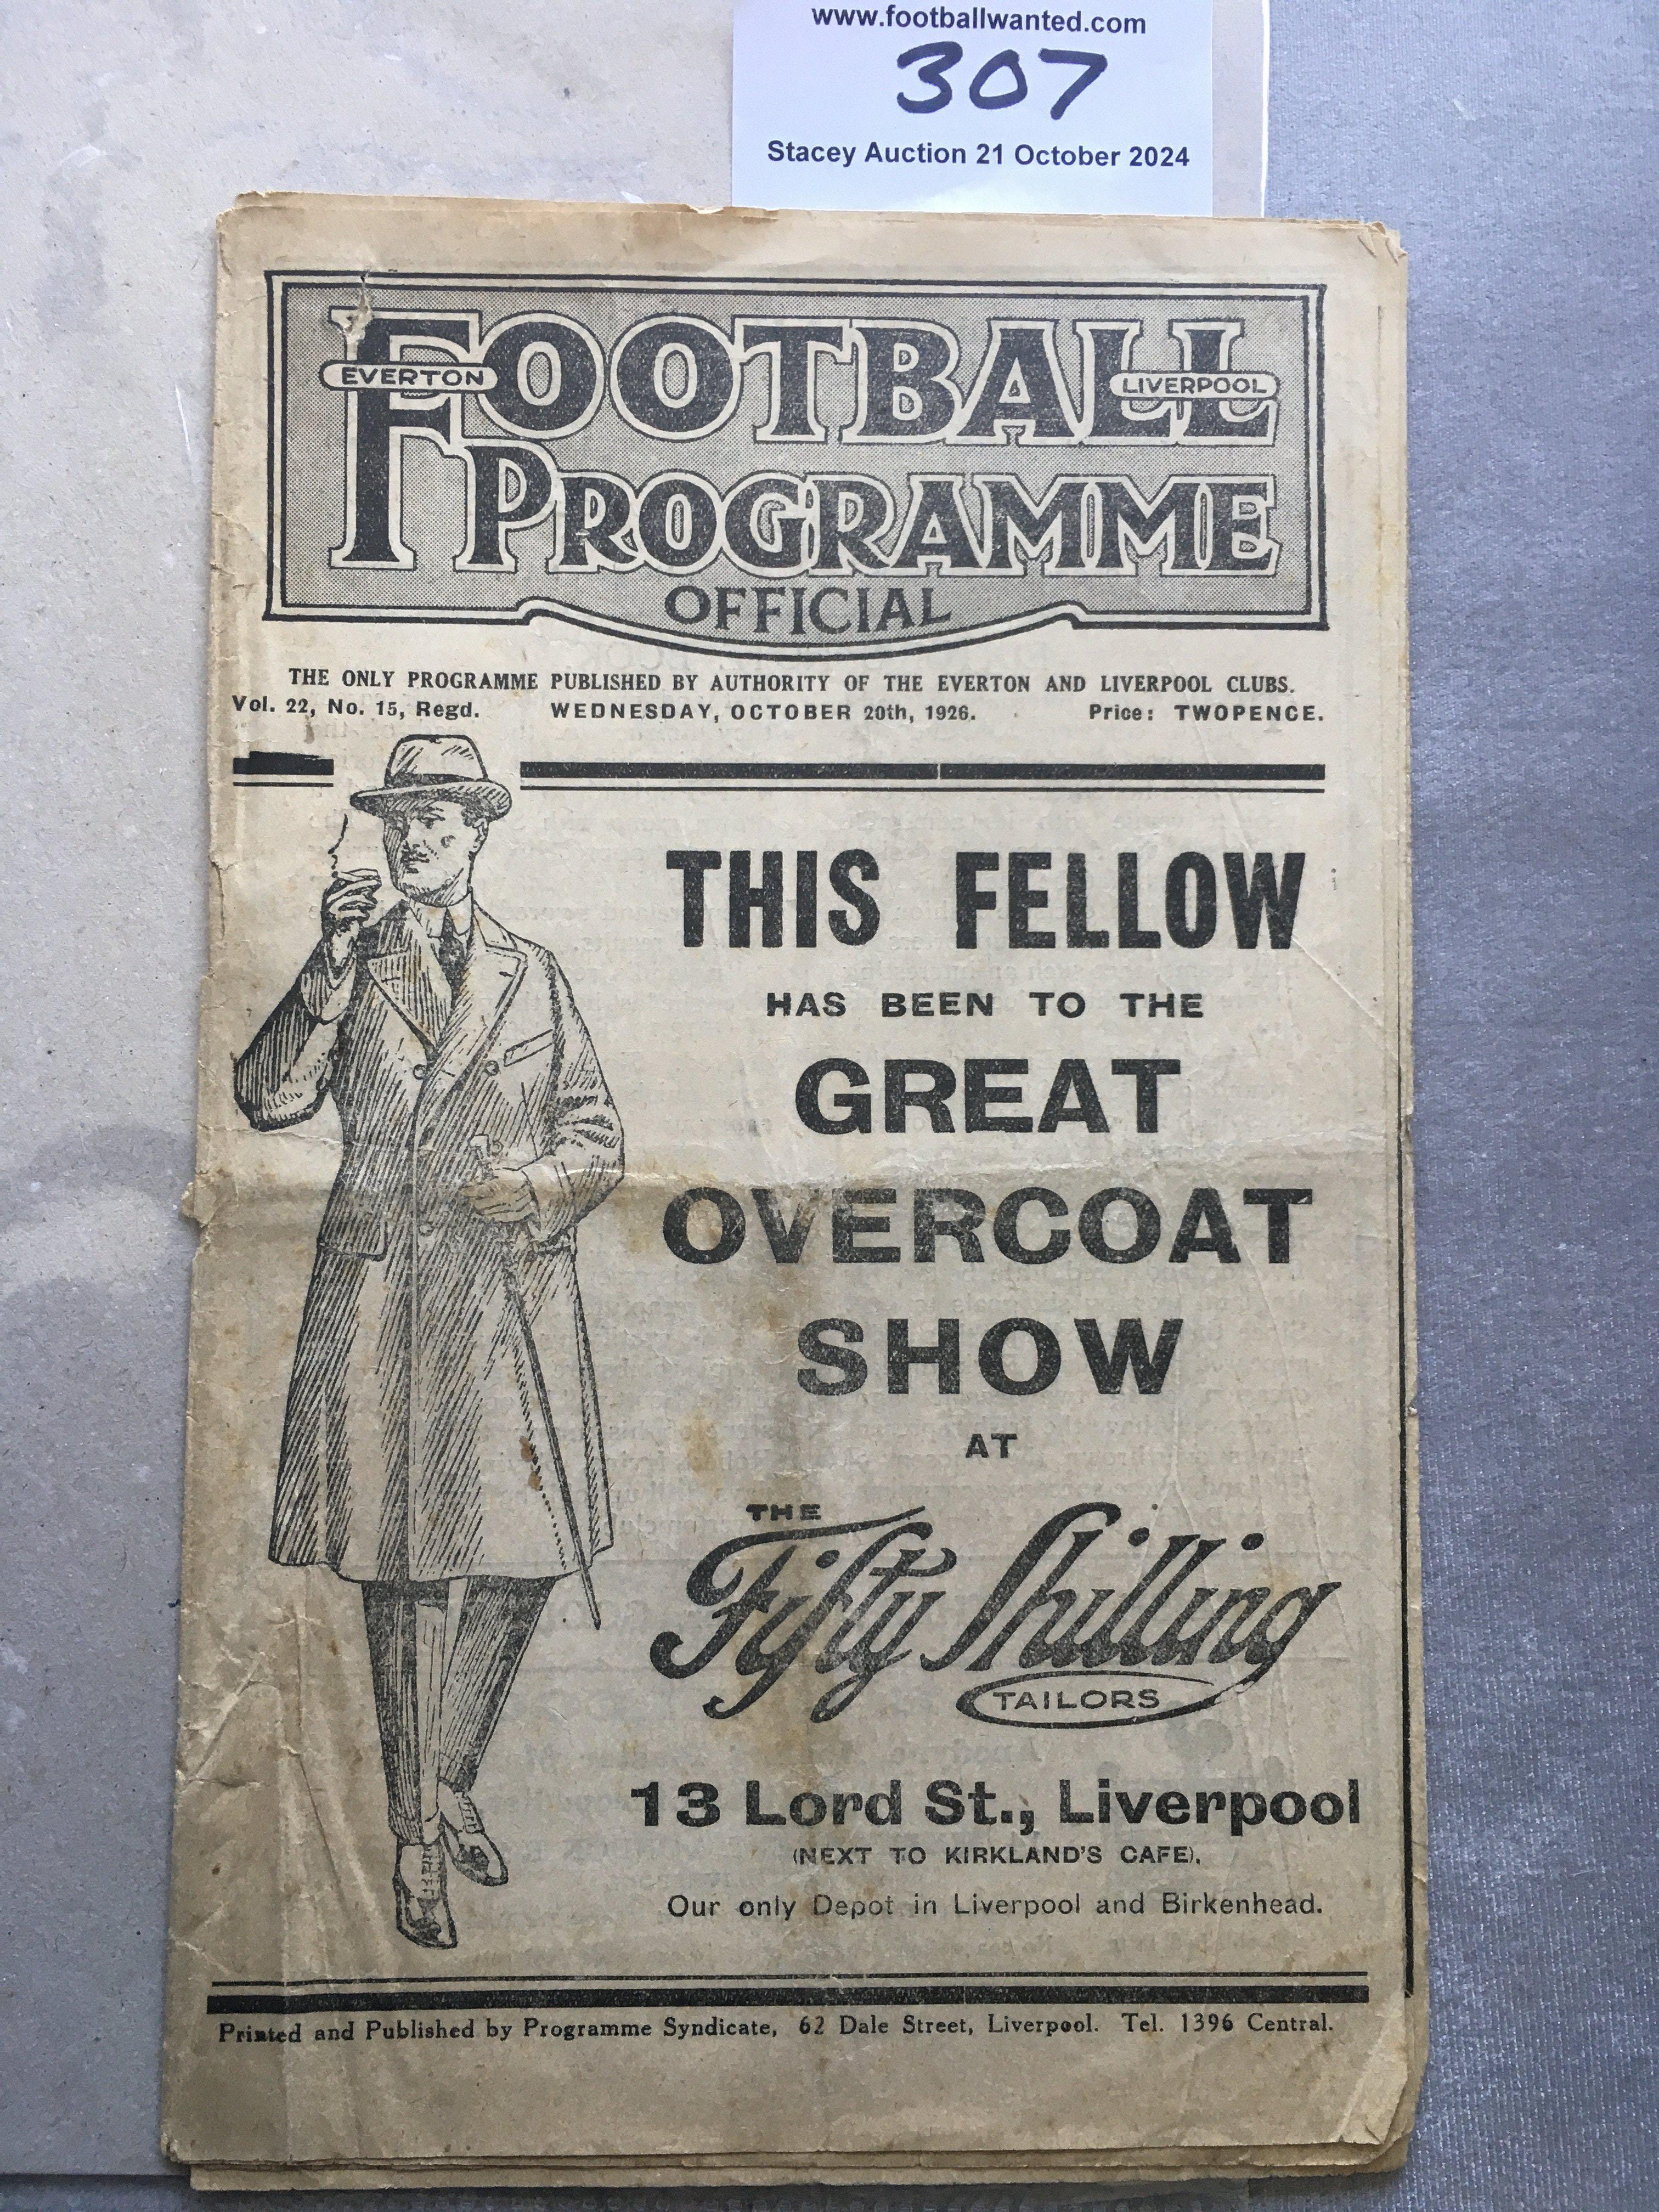 www.footballwanted.com
307
Stacey Auction 21 October 2024
FOOTBALL
EVERTON
LIVERPOOL
PROGRAMME
OFFICIAL
THE ONLY PROGRAMME PUBLISHED BY AUTHORITY OF THE EVERTON AND LIVERPOOL CLUBS.
Vol. 22, No. 15, Regd. WEDNESDAY, OCTOBER 20th, 1926. Price: TWOPENCE.
THIS FELLOW
HAS BEEN TO THE
GREAT
OVERCOAT
SHOW
AT
THE
Fifty Shilling
TAILORS
13 Lord St., Liverpool
(NEXT TO KIRKLAND'S CAFE).
Our only Depot in Liverpool and Birkenhead.
Printed and Published by Programme Syndicate, 62 Dale Street, Liverpool. Tel. 1396 Central.